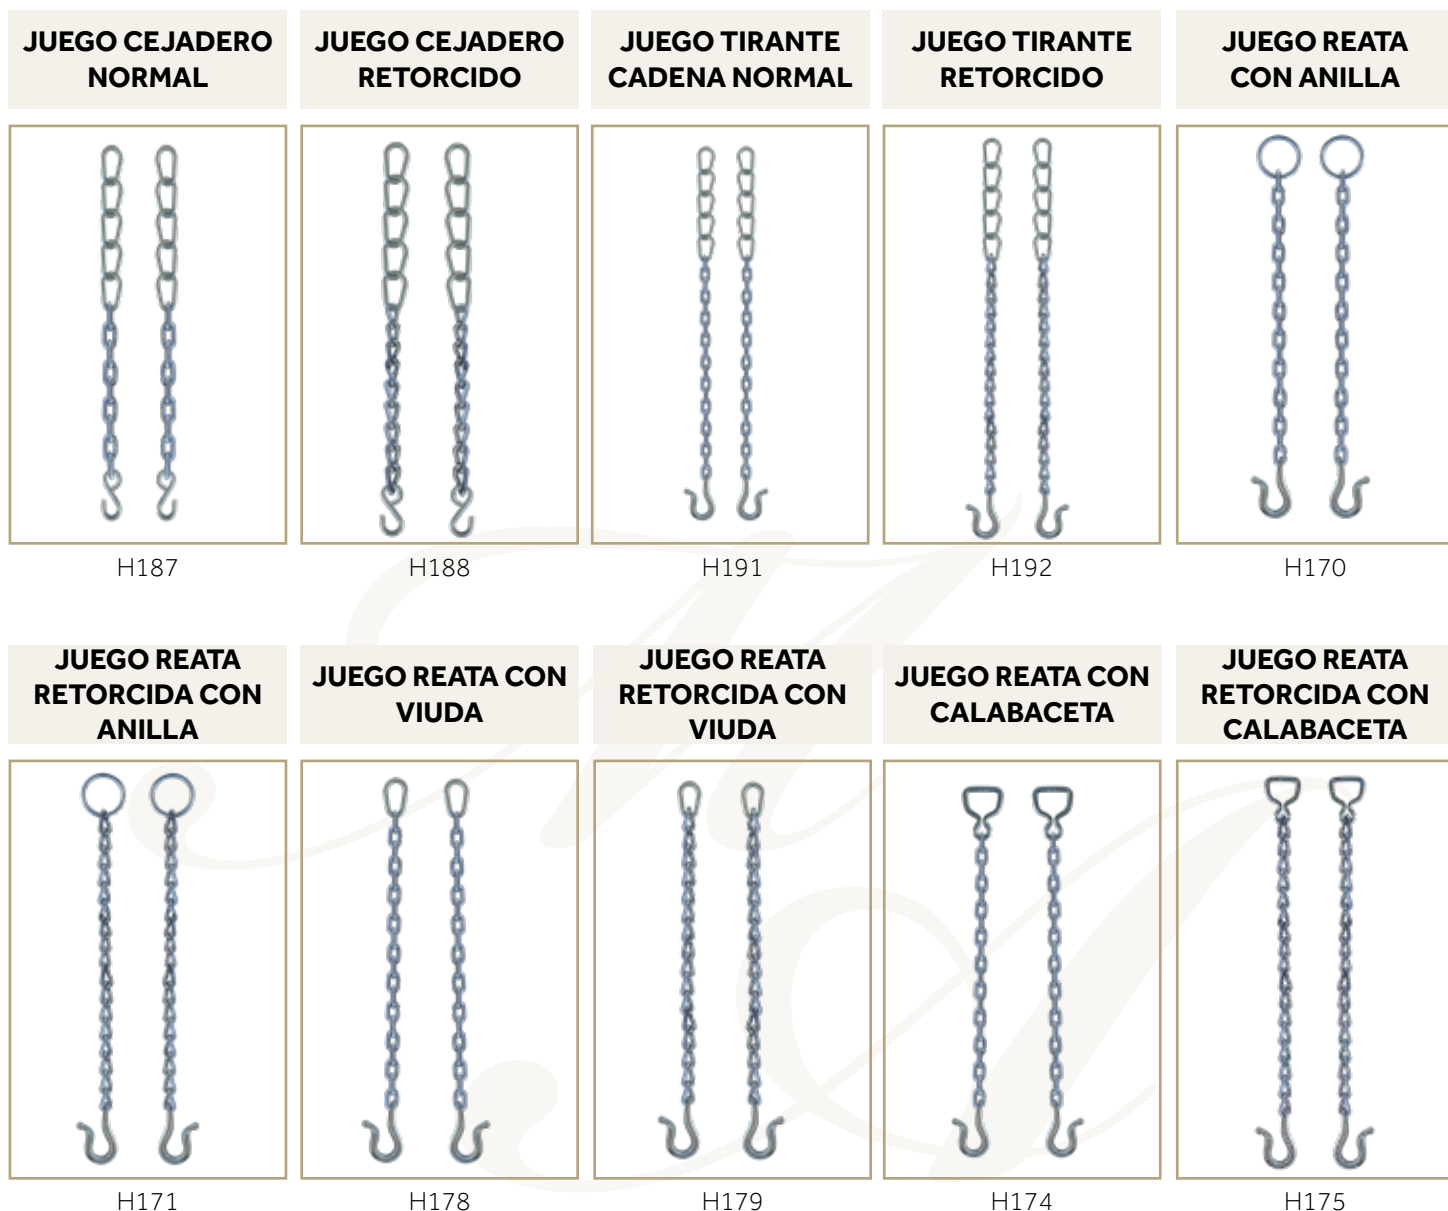 JUEGO CEJADERO
NORMAL
JUEGO CEJADERO
RETORCIDO
JUEGO TIRANTE
CADENA NORMAL
JUEGO TIRANTE
RETORCIDO
JUEGO REATA
CON ANILLA
H187
H188
H191
H192
H170
JUEGO REATA
RETORCIDA CON
ANILLA
JUEGO REATA CON
VIUDA
JUEGO REATA
RETORCIDA CON
VIUDA
JUEGO REATA CON
CALABACETA
JUEGO REATA
RETORCIDA CON
CALABACETA
H171
H178
H179
H174
H175